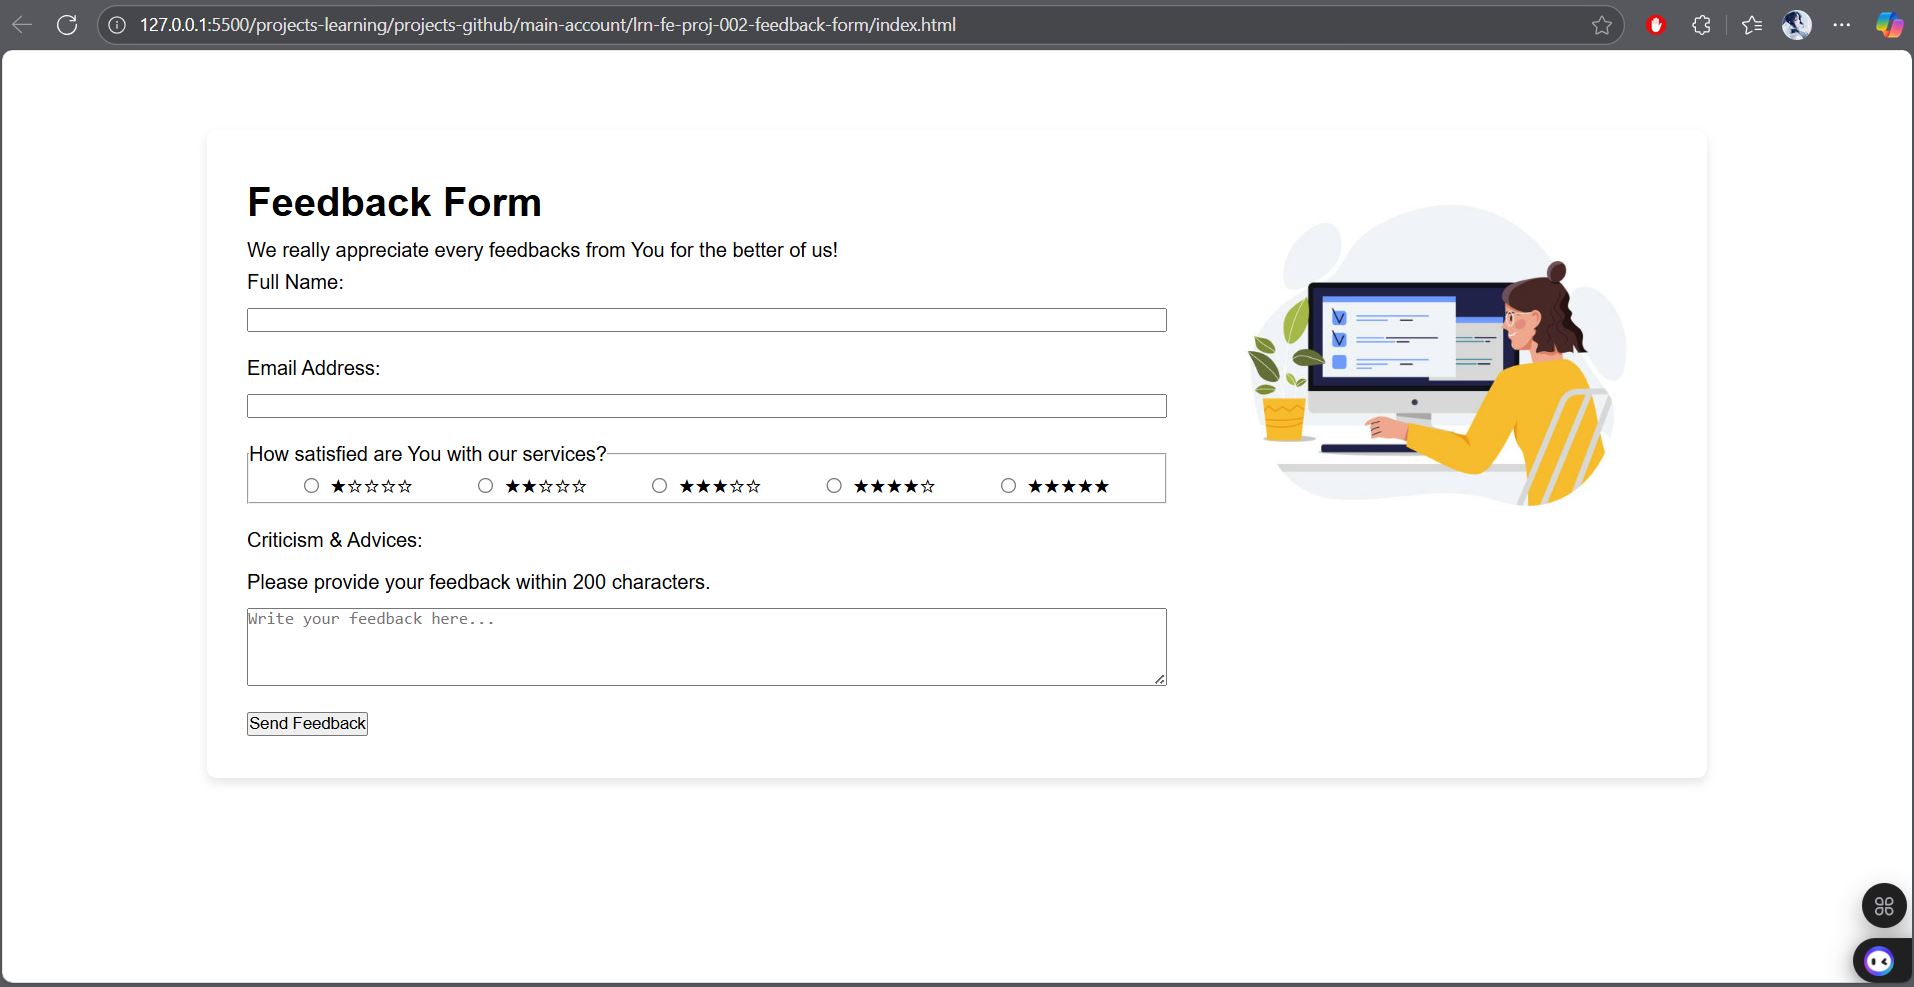 127.0.0.1:5500/projects-learning/projects-github/main-account/lrn-fe-proj-002-feedback-form/index.html
Feedback Form
We really appreciate every feedbacks from You for the better of us!
Full Name:
Email Address:
How satisfied are You with our services?
★☆☆☆☆ ★★☆☆☆ ★★★☆☆ ★★★★☆ ★★★★★
Criticism & Advices:
Please provide your feedback within 200 characters.
Write your feedback here...
Send Feedback